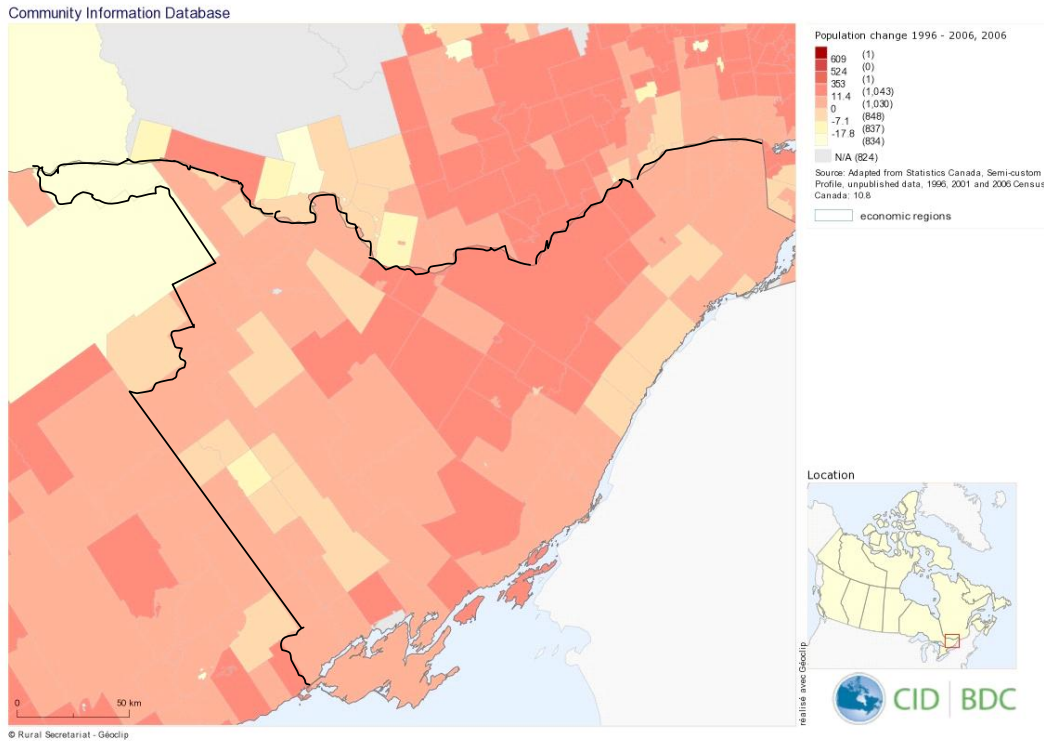 Community Information Database
Population change 1996 - 2006, 2006
609 (1)
524 (0)
353 (1)
11.4 (1,043)
0 (1,030)
-7.1 (848)
-17.8 (837)
(834)
N/A (824)
Source: Adapted from Statistics Canada, Semi-custom
Profile, unpublished data, 1996, 2001 and 2006 Census
Canada; 10.8
economic regions
Location
réalisé avec Géoclip
CID | BDC
0 50 km
© Rural Secretariat - Géoclip